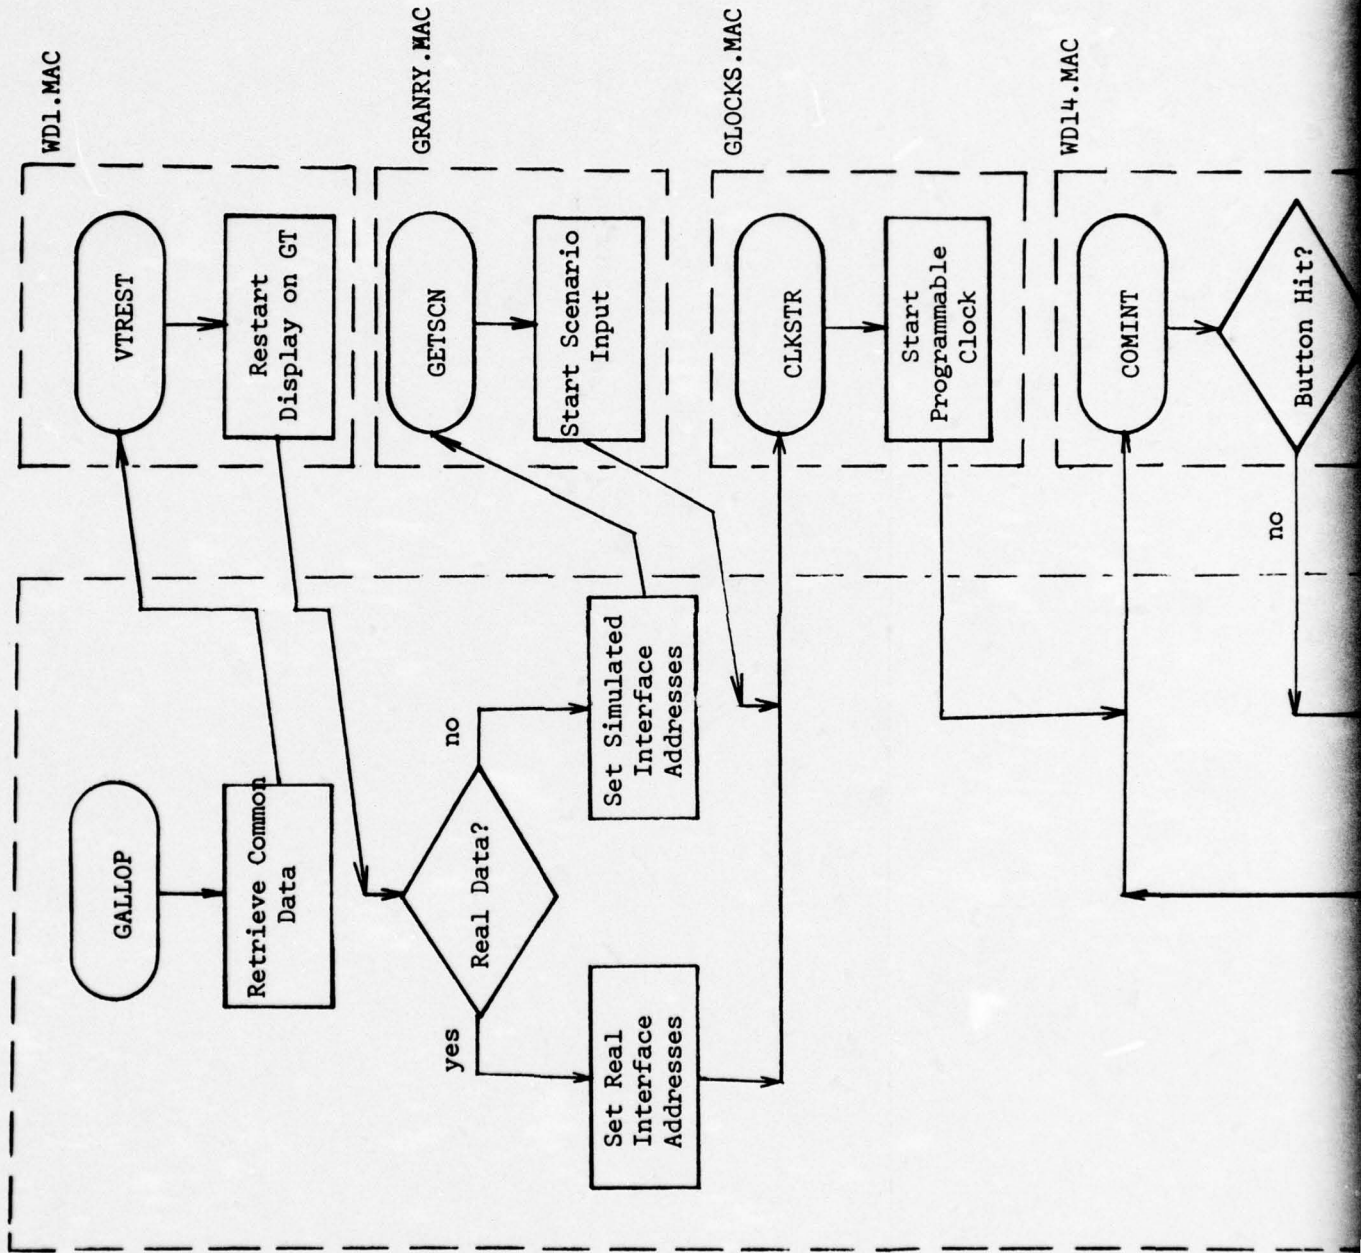 GALLOP
Retrieve Common
Data
WD1.MAC
VTREST
Restart
Display on GT
Real Data?
yes
no
Set Real
Interface
Addresses
Set Simulated
Interface
Addresses
GRANRY.MAC
GETSCN
Start Scenario
Input
GLOCKS.MAC
CLKSTR
Start
Programmable
Clock
WD14.MAC
COMINT
Button Hit?
no